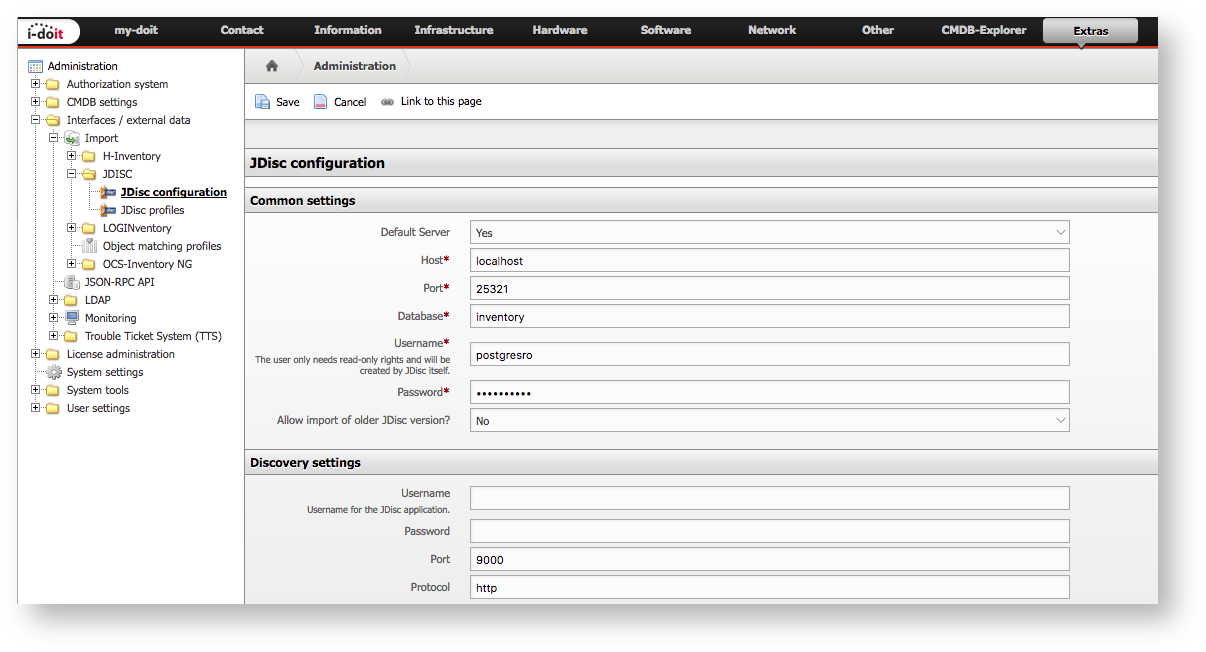 i-doit my-doit Contact Information Infrastructure Hardware Software Network Other CMDB-Explorer Extras
Administration
Authorization system
CMDB settings
Interfaces / external data
Import
H-Inventory
JDISC
JDisc configuration
JDisc profiles
LOGINventory
Object matching profiles
OCS-Inventory NG
JSON-RPC API
LDAP
Monitoring
Trouble Ticket System (TTS)
License administration
System settings
System tools
User settings
Administration
Save Cancel Link to this page
JDisc configuration
Common settings
Default Server Yes
Host* localhost
Port* 25321
Database* inventory
Username* postgresro
The user only needs read-only rights and will be
created by JDisc itself.
Password* ••••••••••
Allow import of older JDisc version? No
Discovery settings
Username
Username for the JDisc application.
Password
Port 9000
Protocol http